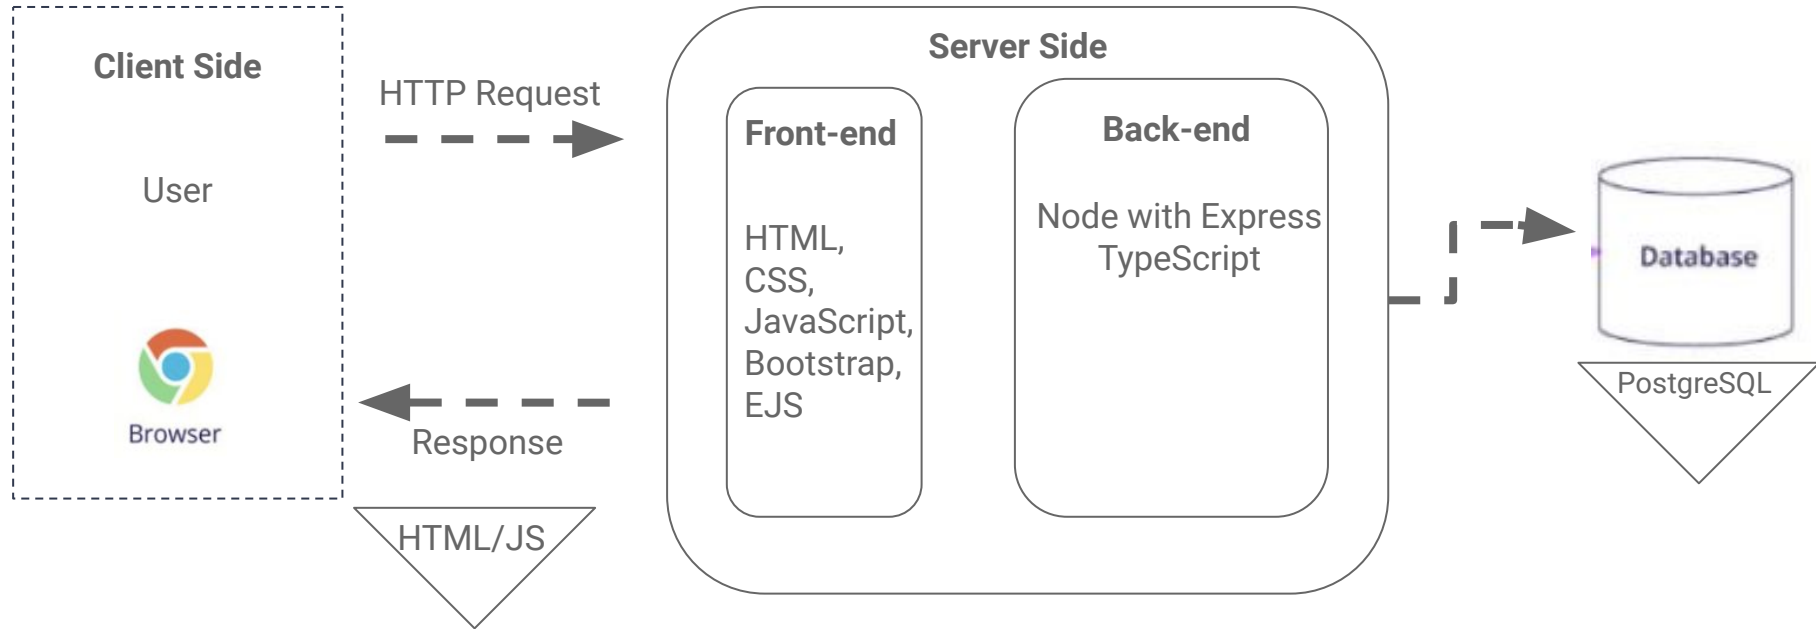 Client Side
User
Browser
HTTP Request
Response
HTML/JS
Server Side
Front-end
HTML,
CSS,
JavaScript,
Bootstrap,
EJS
Back-end
Node with Express
TypeScript
Database
PostgreSQL